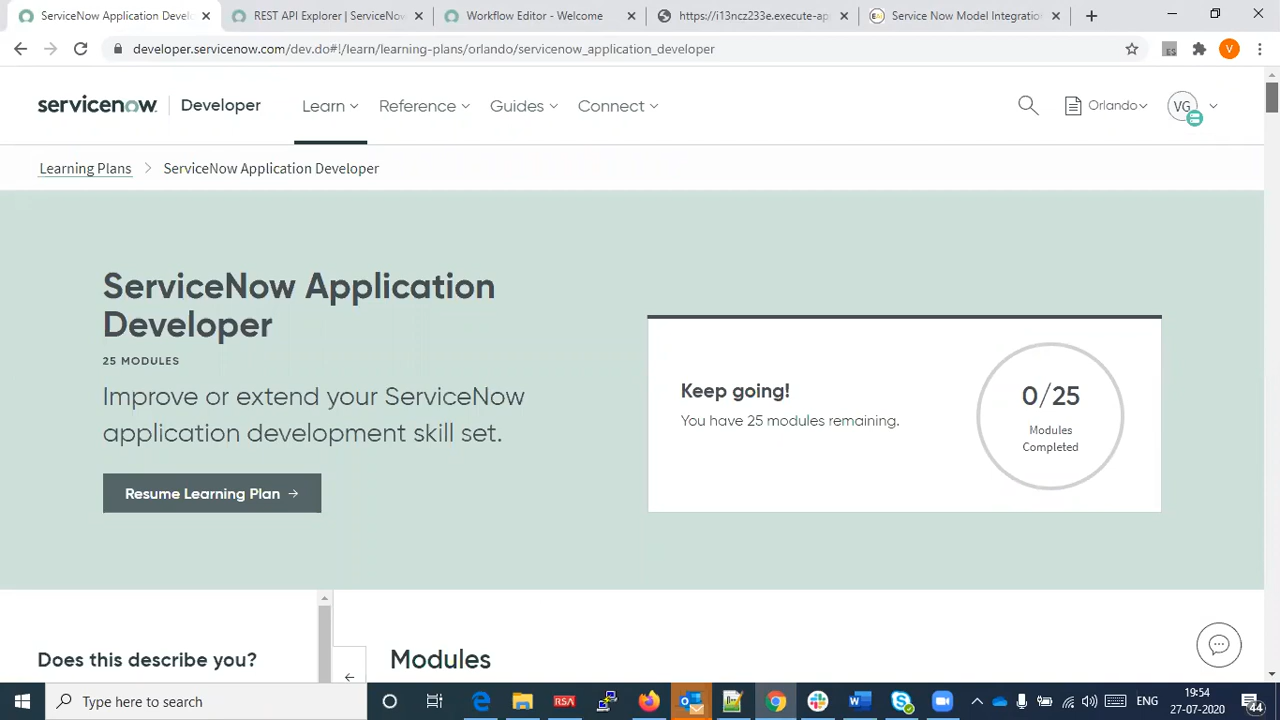 ServiceNow Application Devel
REST API Explorer | ServiceNow
Workflow Editor - Welcome
https://i13ncz233e.execute-ap
Service Now Model Integration
developer.servicenow.com/dev.do#!/learn/learning-plans/orlando/servicenow_application_developer
ES
V
servicenow
Developer
Learn
Reference
Guides
Connect
Orlando
VG
Learning Plans
ServiceNow Application Developer
ServiceNow Application
Developer
25 MODULES
Improve or extend your ServiceNow
application development skill set.
Resume Learning Plan →
Keep going!
You have 25 modules remaining.
0/25
Modules
Completed
Does this describe you?
Modules
Type here to search
RSA
ENG
19:54
27-07-2020
44